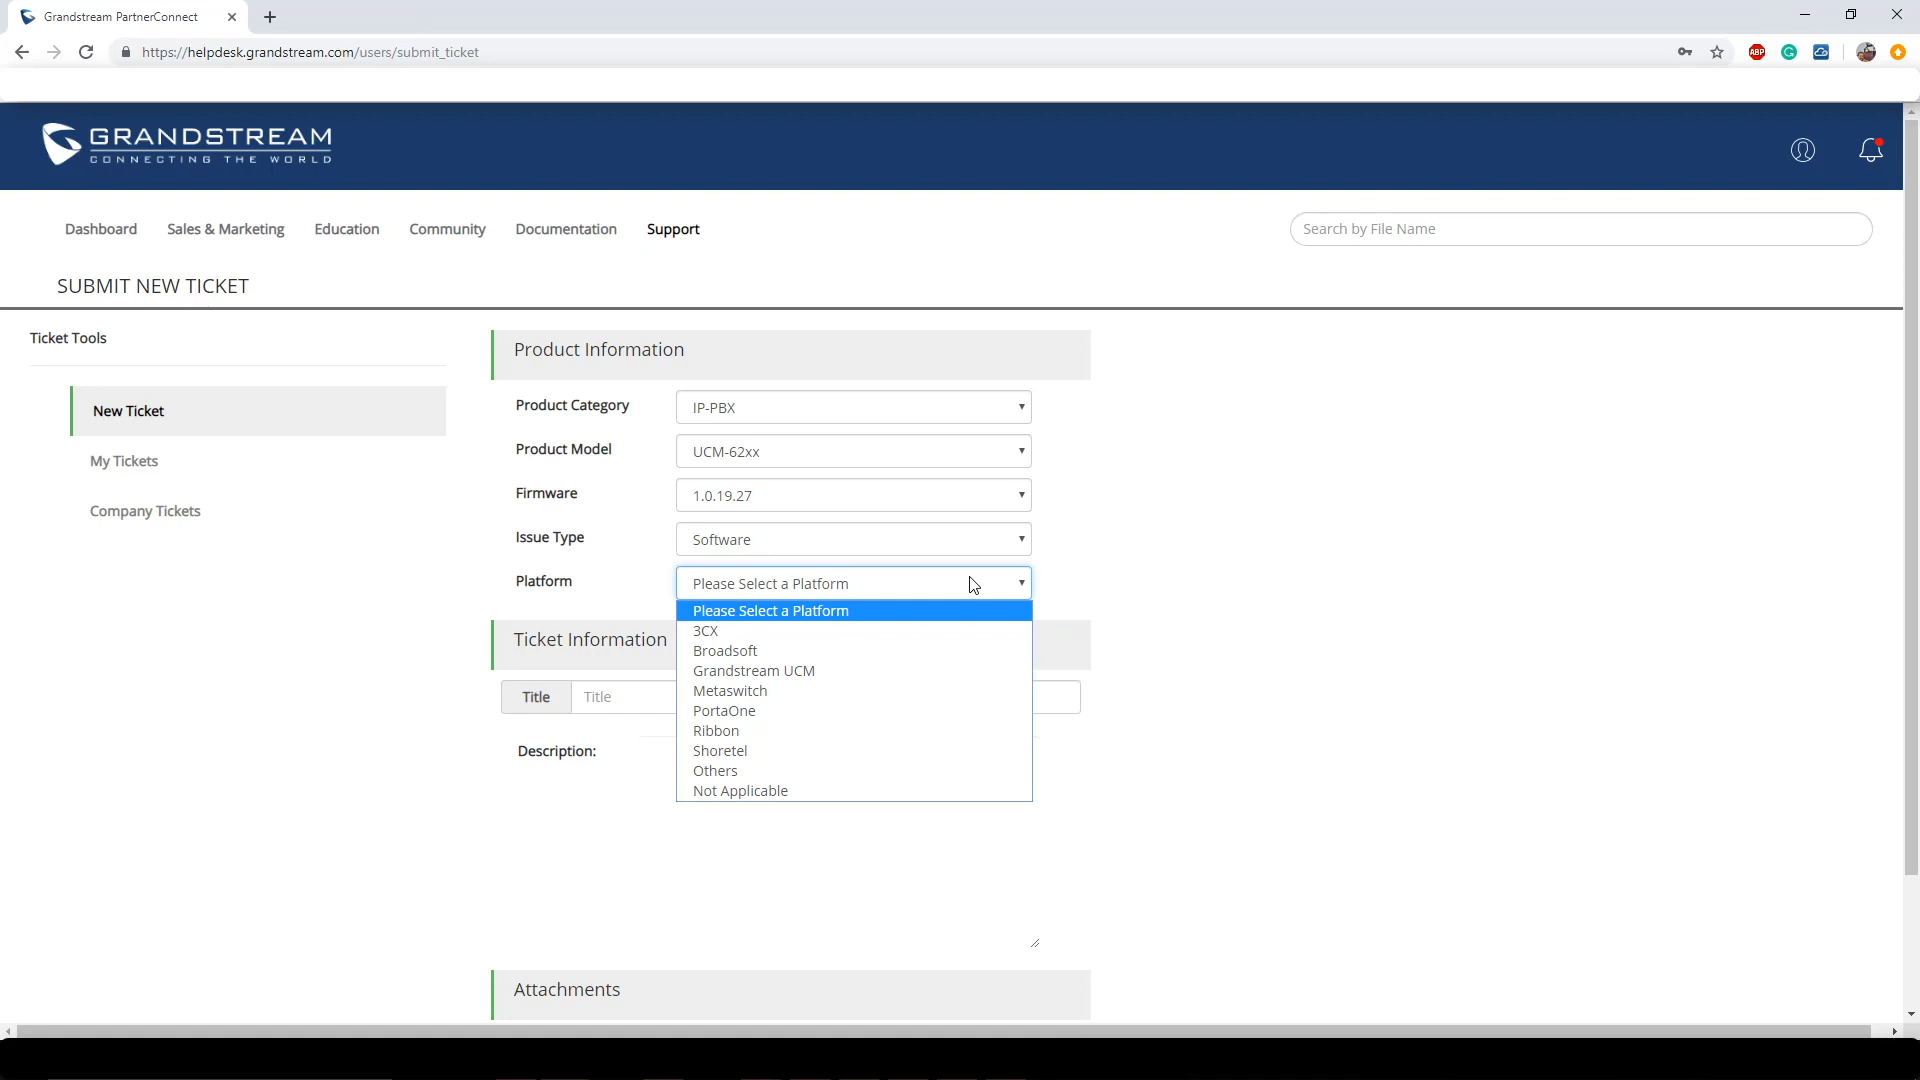 Grandstream PartnerConnect
https://helpdesk.grandstream.com/users/submit_ticket
ABP
GRANDSTREAM
CONNECTING THE WORLD
Dashboard Sales & Marketing Education Community Documentation Support
Search by File Name
SUBMIT NEW TICKET
Ticket Tools
New Ticket
My Tickets
Company Tickets
Product Information
Product Category IP-PBX
Product Model UCM-62xx
Firmware 1.0.19.27
Issue Type Software
Platform Please Select a Platform
Please Select a Platform
3CX
Broadsoft
Grandstream UCM
Metaswitch
PortaOne
Ribbon
Shoretel
Others
Not Applicable
Ticket Information
Title Title
Description:
Attachments